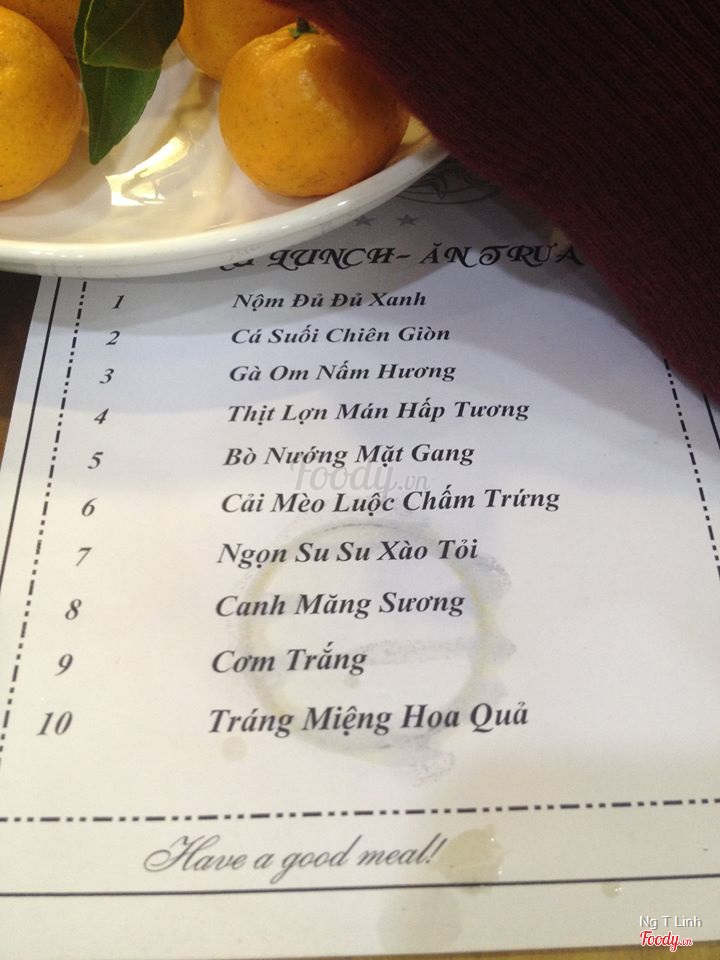 LUNCH- ĂN TRƯA
1 Nộm Đủ Đủ Xanh
2 Cá Suối Chiên Giòn
3 Gà Om Nấm Hương
4 Thịt Lợn Mán Hấp Tương
5 Bò Nướng Mặt Gang
Foody.vn
6 Cải Mèo Luộc Chấm Trứng
7 Ngọn Su Su Xào Tỏi
8 Canh Măng Sương
9 Cơm Trắng
10 Tráng Miệng Hoa Quả
Have a good meal!
Ng T Linh
Foody.vn